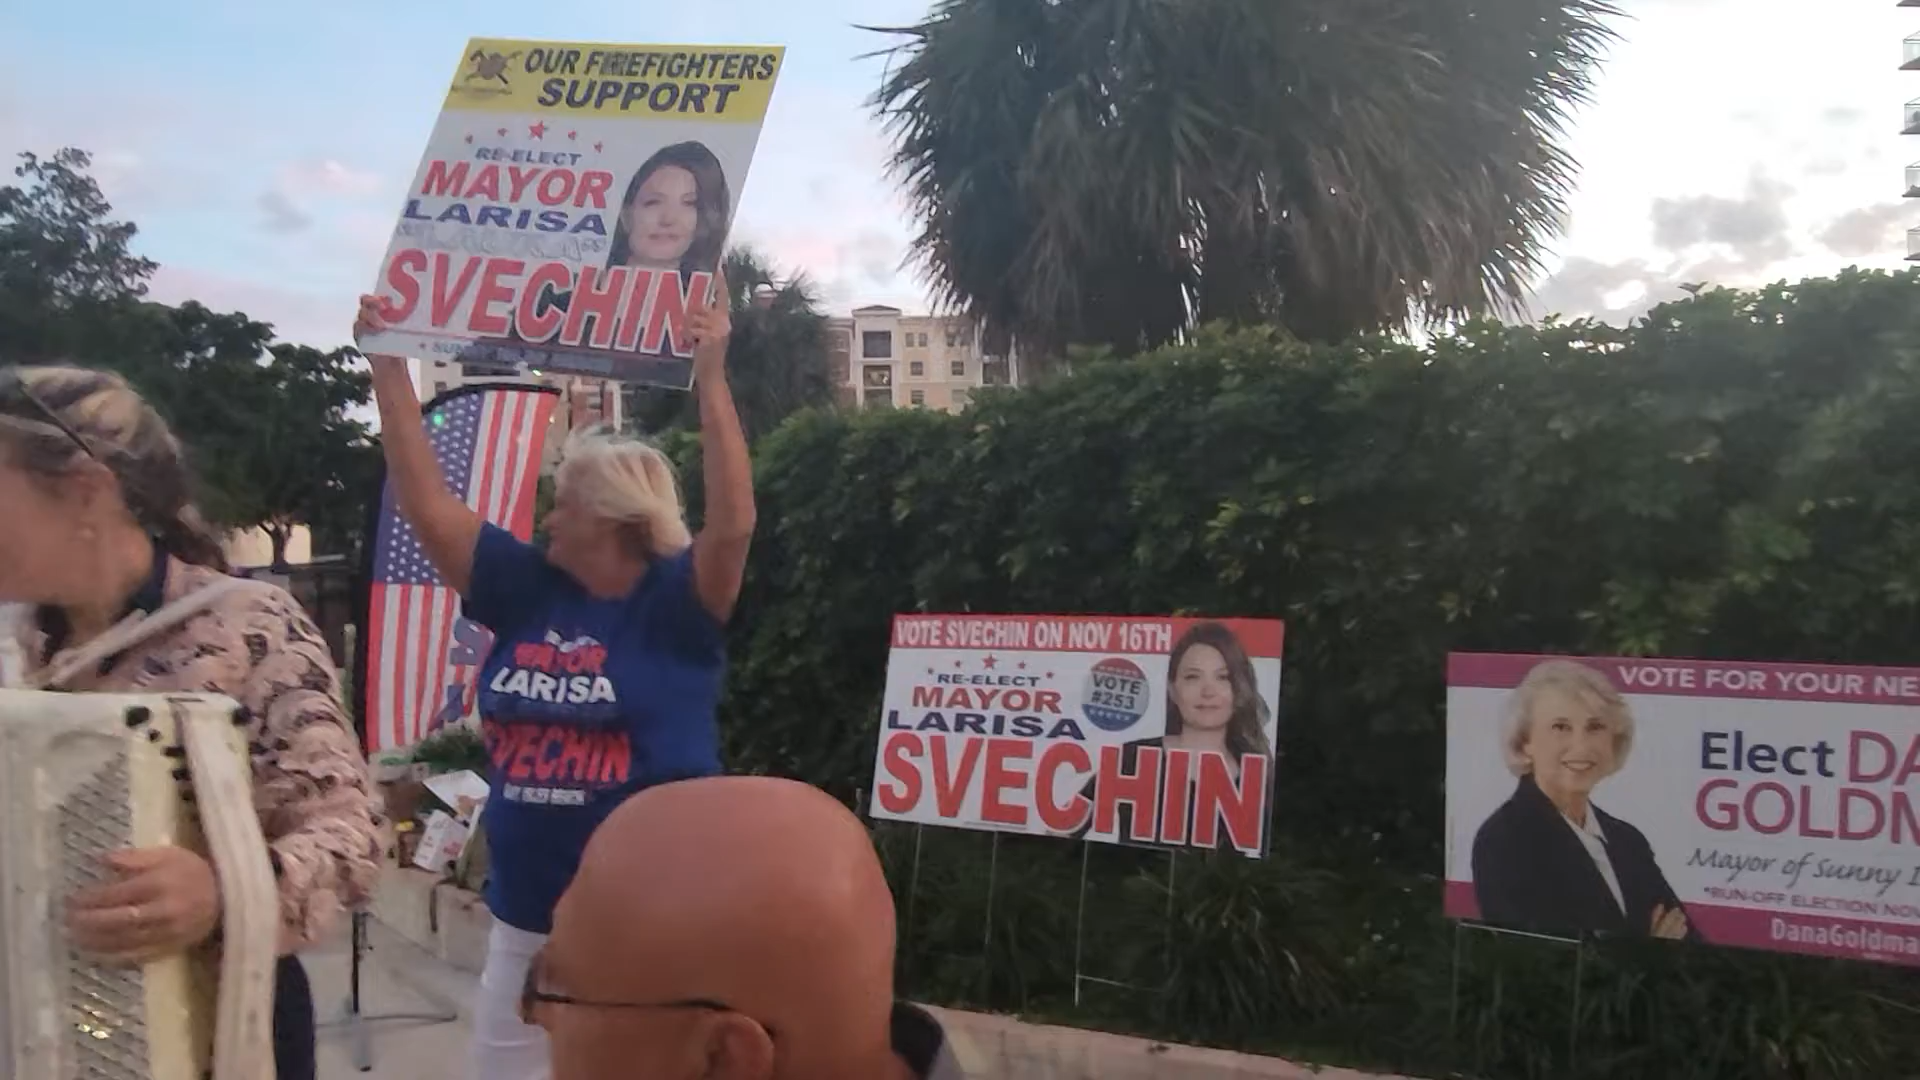 OUR FIREFIGHTERS
SUPPORT
RE-ELECT
MAYOR
LARISA
SVECHIN
MAYOR
LARISA
SVECHIN
VOTE SVECHIN ON NOV 16TH
RE-ELECT
MAYOR
LARISA
SVECHIN
VOTE
#253
VOTE FOR YOUR NE
Elect DA
GOLDM
Mayor of Sunny I
*RUN-OFF ELECTION NOV
DanaGoldma